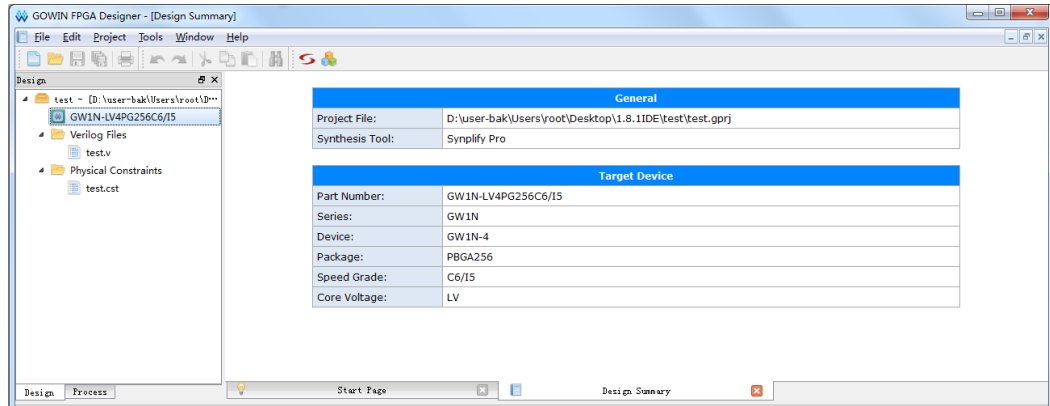 GOWIN FPGA Designer - [Design Summary]
File Edit Project Tools Window Help
Design
test - [D:\user-bak\Users\root\D...
GW1N-LV4PG256C6/I5
Verilog Files
test.v
Physical Constraints
test.cst
General
Project File: D:\user-bak\Users\root\Desktop\1.8.1IDE\test\test.gprj
Synthesis Tool: Synplify Pro
Target Device
Part Number: GW1N-LV4PG256C6/I5
Series: GW1N
Device: GW1N-4
Package: PBGA256
Speed Grade: C6/I5
Core Voltage: LV
Design Process
Start Page Design Summary